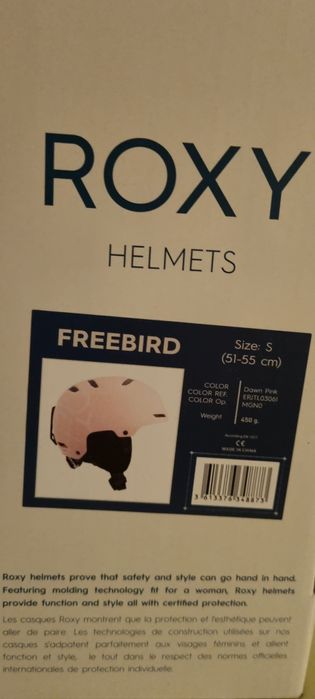 ROXY
HELMETS
FREEBIRD
Size: S
(51-55 cm)
COLOR Dawn Pink
COLOR REF. ERJTL03061
COLOR Op. MGN0
Weight 450 g.
CE
MADE IN CHINA
3 613376 348873
Roxy helmets prove that safety and style can go hand in hand.
Featuring molding technology fit for a woman, Roxy helmets
provide function and style all with certified protection.
Les casques Roxy montrent que la protection et l'esthétique peuvent
aller de paire. Les technologies de construction utilisées sur nos
casques s'adaptent parfaitement aux visages féminins et allient
fonction et style, le tout dans le respect des normes officielles
internationales de protection individuelle.